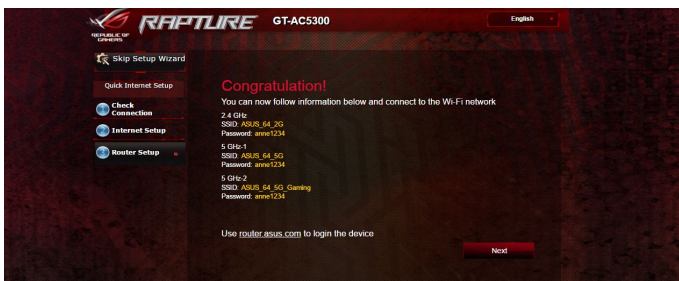 REPUBLIC OF
GAMERS
RAPTURE GT-AC5300
English
Skip Setup Wizard
Quick Internet Setup
Check
Connection
Internet Setup
Router Setup
Congratulation!
You can now follow information below and connect to the Wi-Fi network
2.4 GHz
SSID: ASUS_64_2G
Password: anne1234
5 GHz-1
SSID: ASUS_64_5G
Password: anne1234
5 GHz-2
SSID: ASUS_64_5G_Gaming
Password: anne1234
Use router.asus.com to login the device
Next